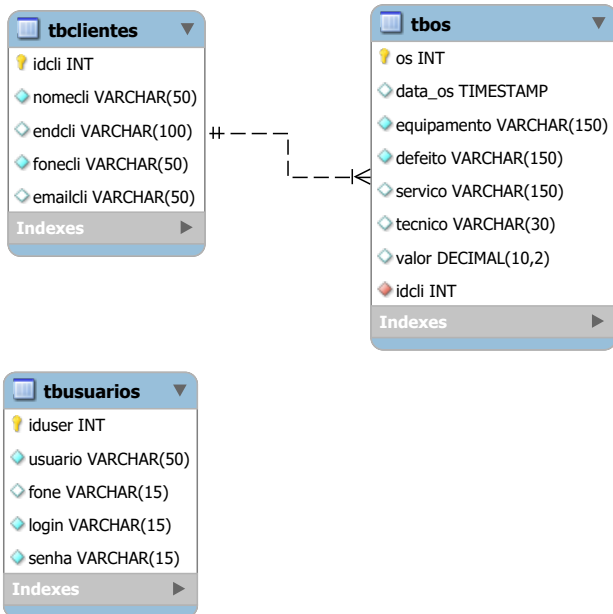 tbclientes
idcli INT
nomecli VARCHAR(50)
endcli VARCHAR(100)
fonecli VARCHAR(50)
emailcli VARCHAR(50)
Indexes
tbos
os INT
data_os TIMESTAMP
equipamento VARCHAR(150)
defeito VARCHAR(150)
servico VARCHAR(150)
tecnico VARCHAR(30)
valor DECIMAL(10,2)
idcli INT
Indexes
tbusuarios
iduser INT
usuario VARCHAR(50)
fone VARCHAR(15)
login VARCHAR(15)
senha VARCHAR(15)
Indexes